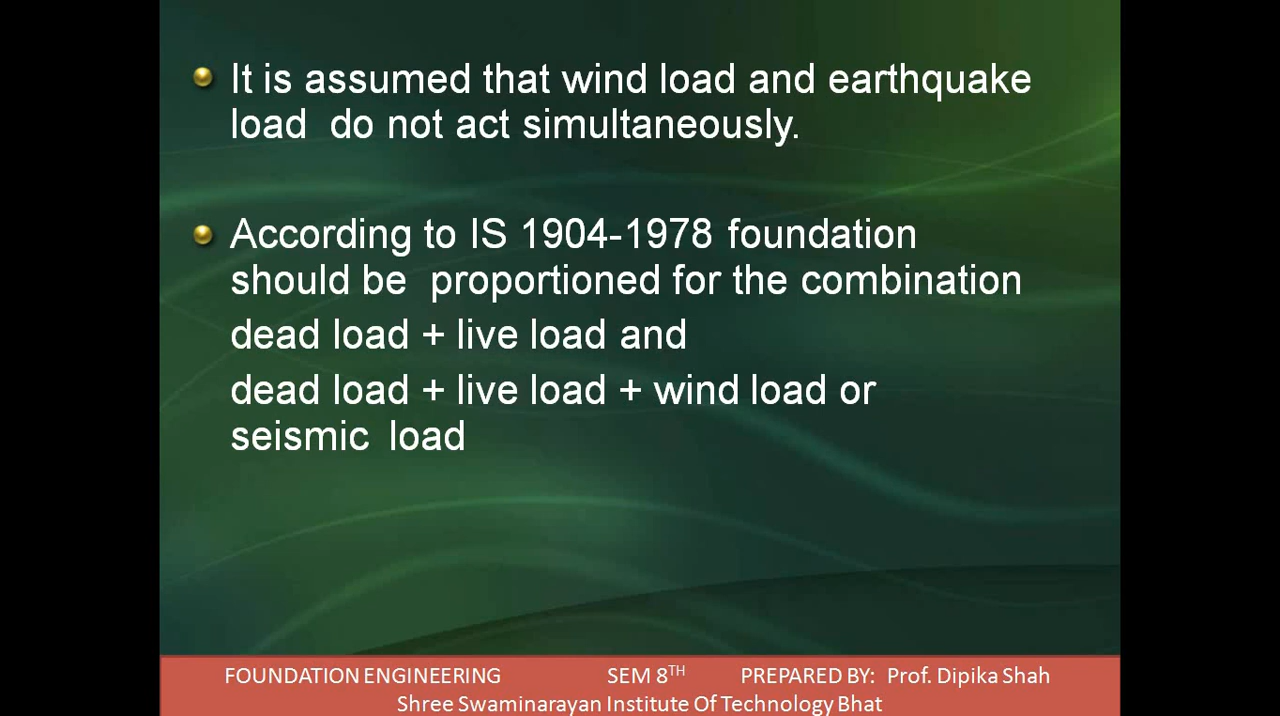 It is assumed that wind load and earthquake
load do not act simultaneously.
According to IS 1904-1978 foundation
should be proportioned for the combination
dead load + live load and
dead load + live load + wind load or
seismic load
FOUNDATION ENGINEERING SEM 8TH PREPARED BY: Prof. Dipika Shah
Shree Swaminarayan Institute Of Technology Bhat